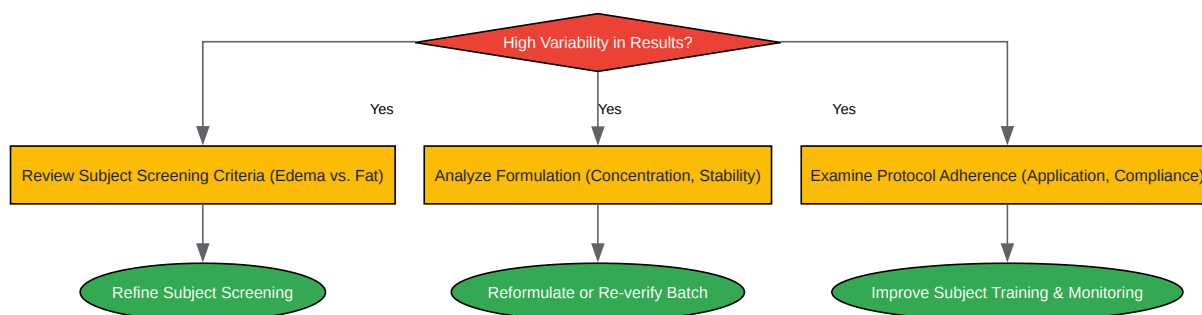 High Variability in Results?
Yes
Yes
Yes
Review Subject Screening Criteria (Edema vs. Fat)
Analyze Formulation (Concentration, Stability)
Examine Protocol Adherence (Application, Compliance)
Refine Subject Screening
Reformulate or Re-verify Batch
Improve Subject Training & Monitoring